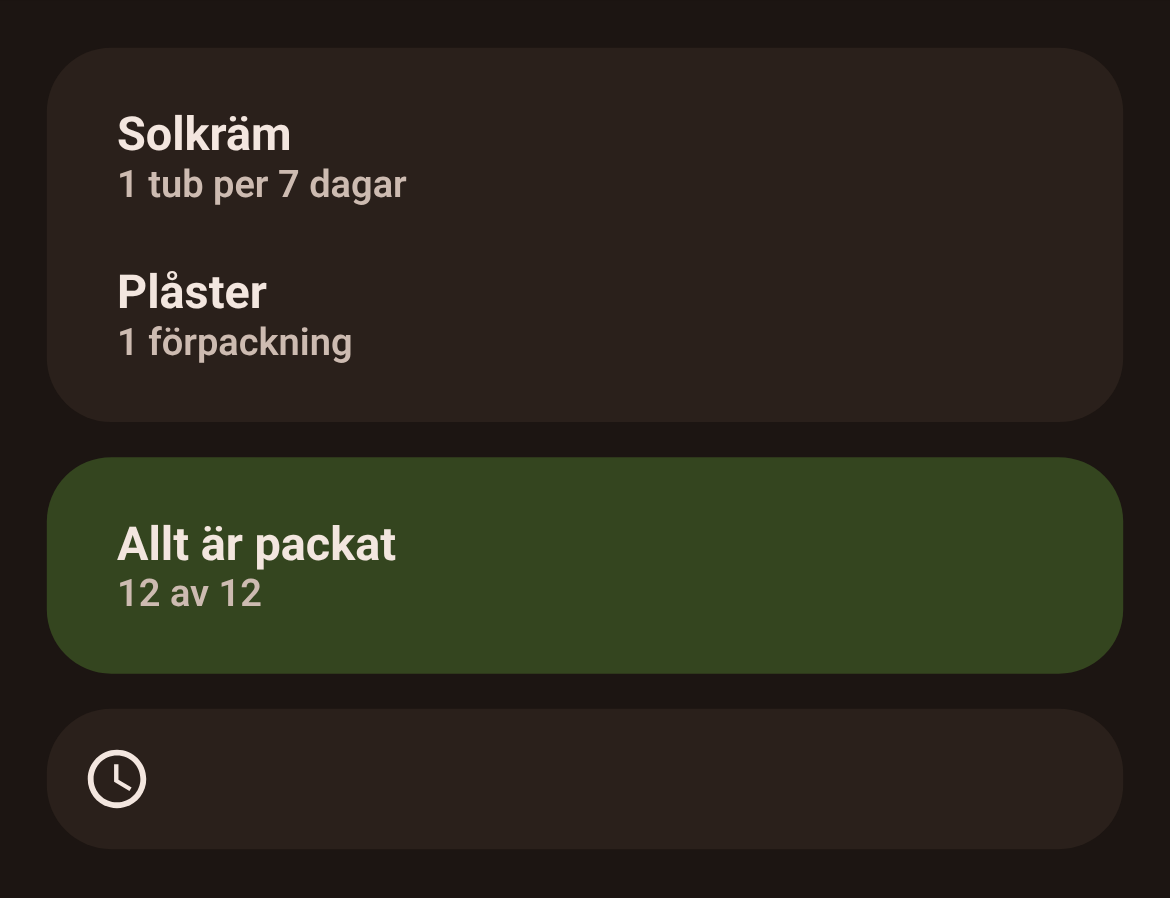 Solkräm
1 tub per 7 dagar
Plåster
1 förpackning
Allt är packat
12 av 12